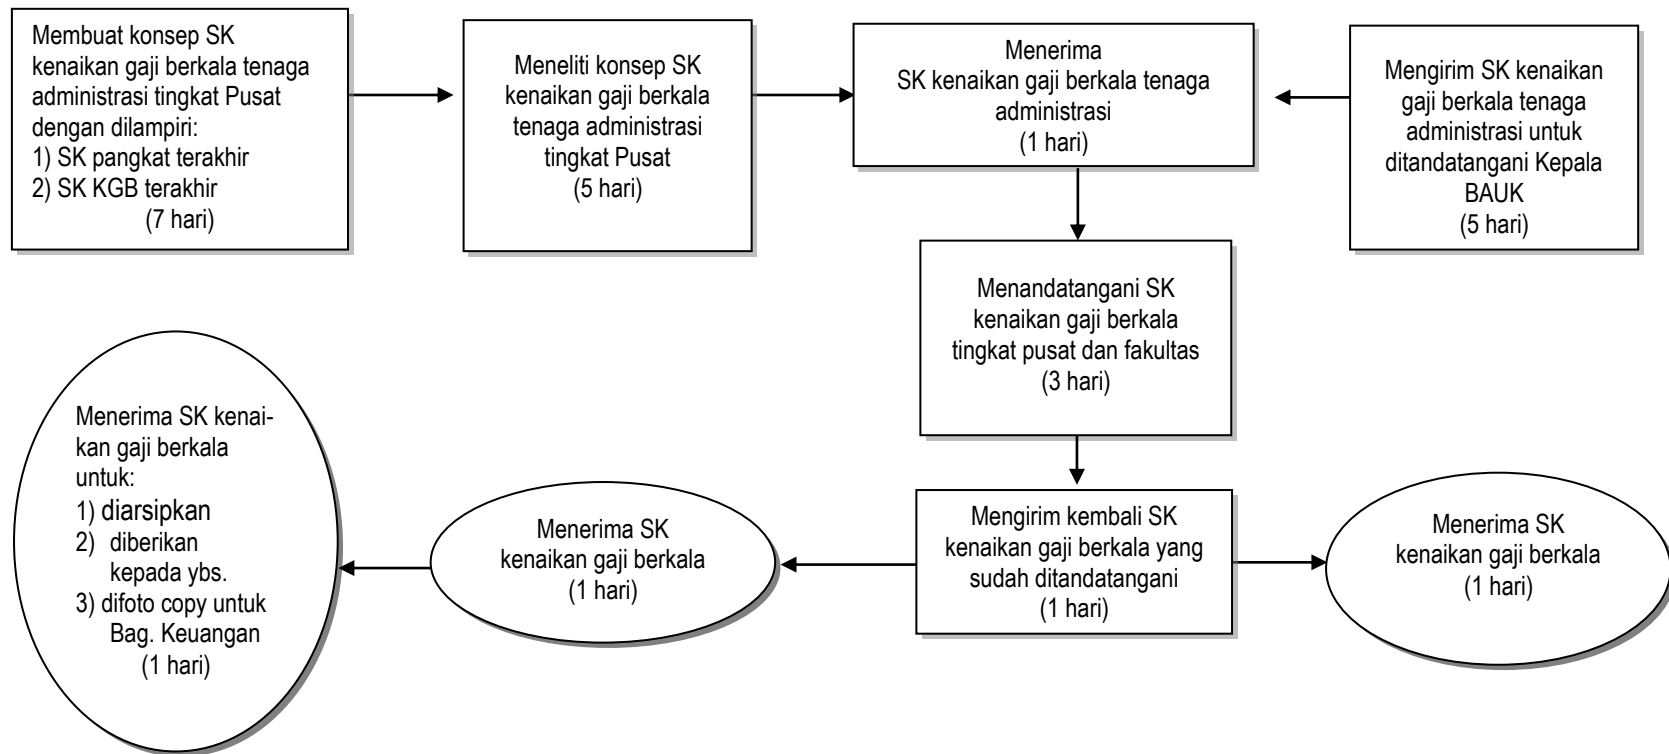 Membuat konsep SK
kenaikan gaji berkala tenaga
administrasi tingkat Pusat
dengan dilampiri:
1) SK pangkat terakhir
2) SK KGB terakhir
(7 hari)
Meneliti konsep SK
kenaikan gaji berkala
tenaga administrasi
tingkat Pusat
(5 hari)
Menerima
SK kenaikan gaji berkala tenaga
administrasi
(1 hari)
Mengirim SK kenaikan
gaji berkala tenaga
administrasi untuk
ditandatangani Kepala
BAUK
(5 hari)
Menandatangani SK
kenaikan gaji berkala
tingkat pusat dan fakultas
(3 hari)
Menerima SK kenai-
kan gaji berkala
untuk:
1) diarsipkan
2) diberikan
kepada ybs.
3) difoto copy untuk
Bag. Keuangan
(1 hari)
Menerima SK
kenaikan gaji berkala
(1 hari)
Mengirim kembali SK
kenaikan gaji berkala yang
sudah ditandatangani
(1 hari)
Menerima SK
kenaikan gaji berkala
(1 hari)